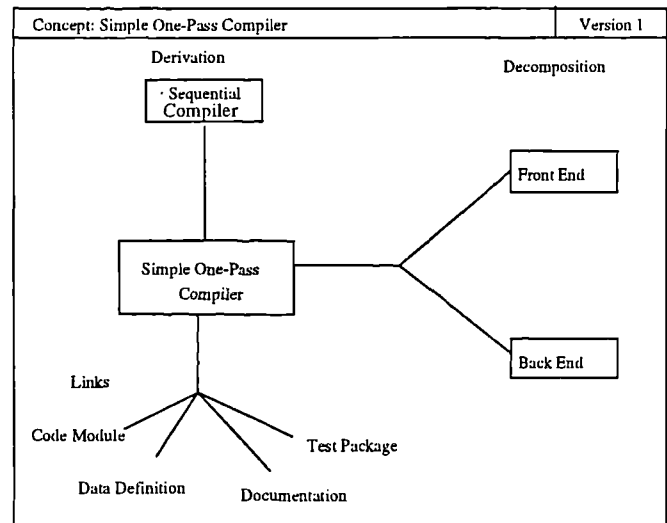 Concept: Simple One-Pass Compiler
Version 1
Derivation
Decomposition
Sequential
Compiler
Front End
Simple One-Pass
Compiler
Back End
Links
Code Module
Test Package
Data Definition
Documentation